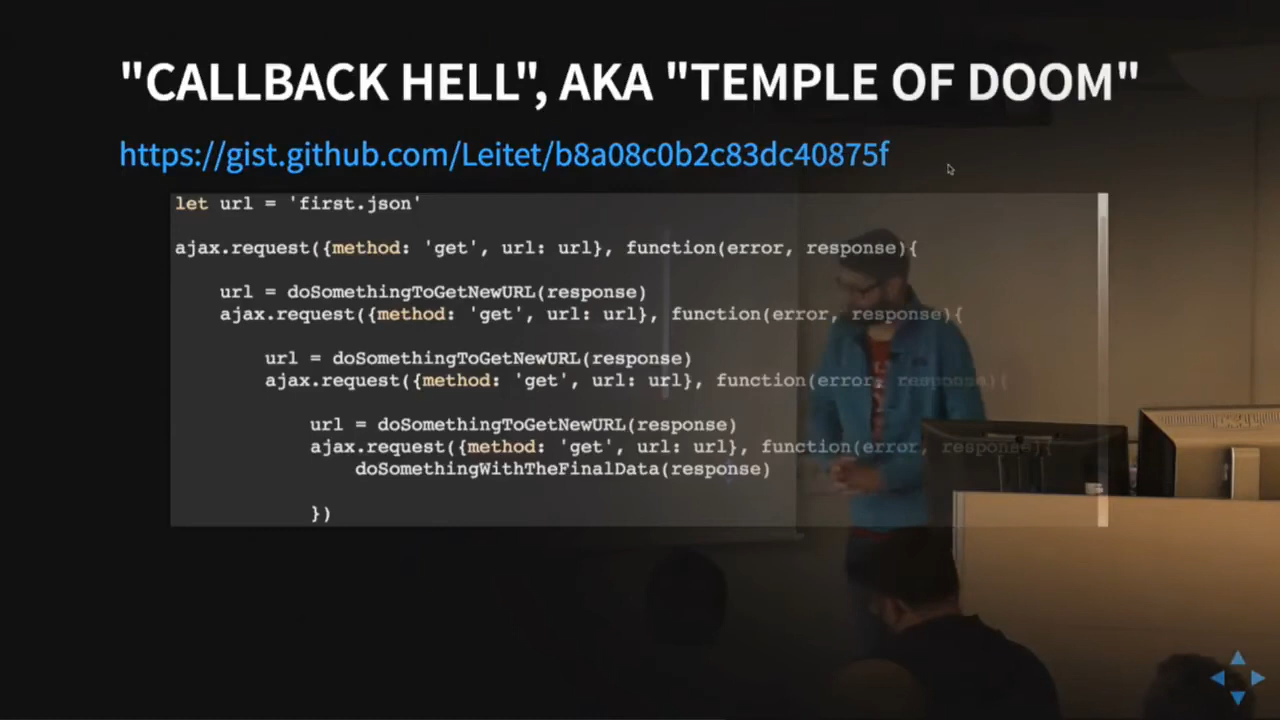 "CALLBACK HELL", AKA "TEMPLE OF DOOM"
https://gist.github.com/Leitet/b8a08c0b2c83dc40875f
let url = 'first.json'
ajax.request({method: 'get', url: url}, function(error, response){
url = doSomethingToGetNewURL(response)
ajax.request({method: 'get', url: url}, function(error, response){
url = doSomethingToGetNewURL(response)
ajax.request({method: 'get', url: url}, function(error, response){
url = doSomethingToGetNewURL(response)
ajax.request({method: 'get', url: url}, function(error, response){
doSomethingWithTheFinalData(response)
})
DELL